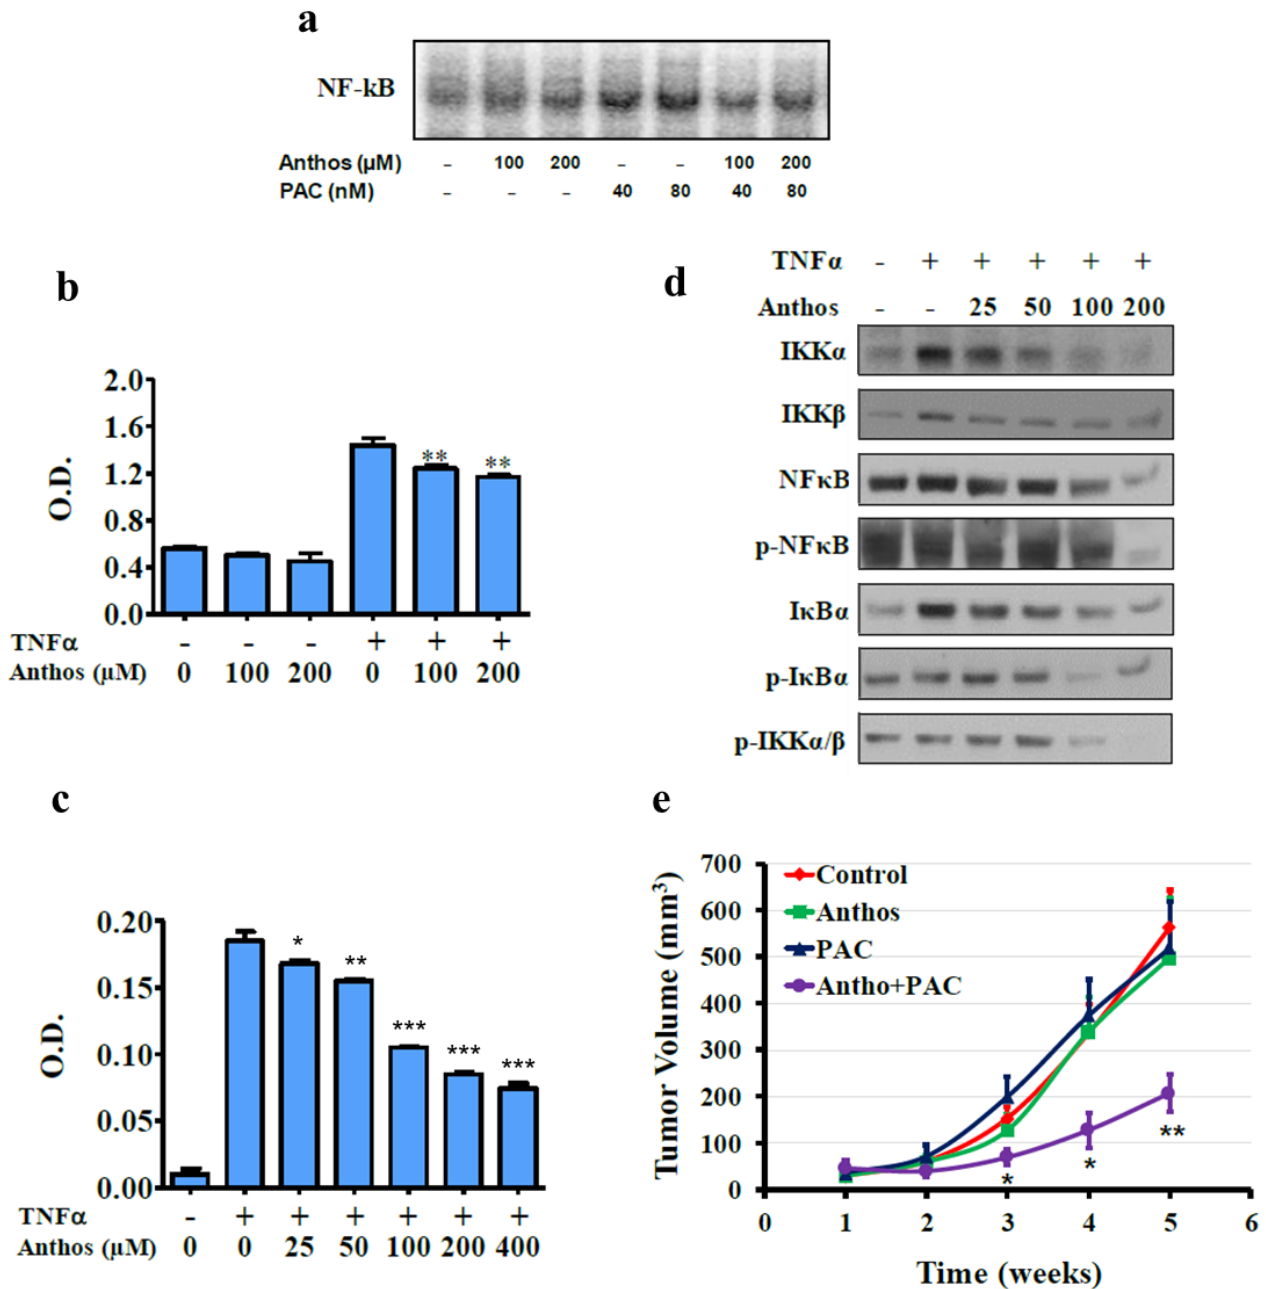 a
NF-kB
Anthos (µM) - 100 200 - - 100 200
PAC (nM) - - - 40 80 40 80
b
2.0
1.6
1.2
0.8
0.4
0.0
O.D.
** **
TNFα - - - + + +
Anthos (µM) 0 100 200 0 100 200
c
0.20
0.15
0.10
0.05
0.00
O.D.
* ** *** *** ***
TNFα - + + + + + +
Anthos (µM) 0 0 25 50 100 200 400
d
TNFα - + + + + +
Anthos - - 25 50 100 200
IKKα
IKKβ
NFκB
p-NFκB
IκBα
p-IκBα
p-IKKα/β
e
700
600
500
400
300
200
100
0
Tumor Volume (mm³)
Control
Anthos
PAC
Antho+PAC
* * **
0 1 2 3 4 5 6
Time (weeks)